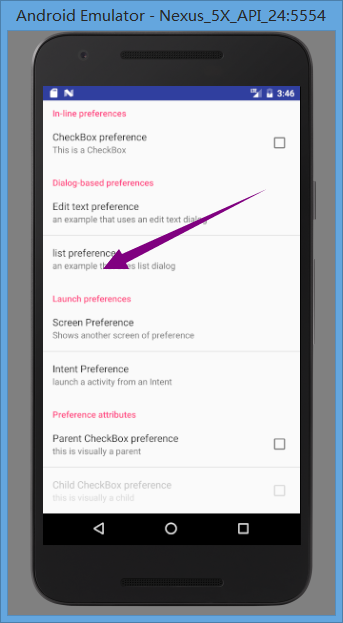 Android Emulator - Nexus_5X_API_24:5554
3:46
In-line preferences
CheckBox preference
This is a CheckBox
Dialog-based preferences
Edit text preference
an example that uses an edit text dialog
list preference
an example th es list dialog
Launch preferences
Screen Preference
Shows another screen of preference
Intent Preference
launch a activity from an Intent
Preference attributes
Parent CheckBox preference
this is visually a parent
Child CheckBox preference
this is visually a child